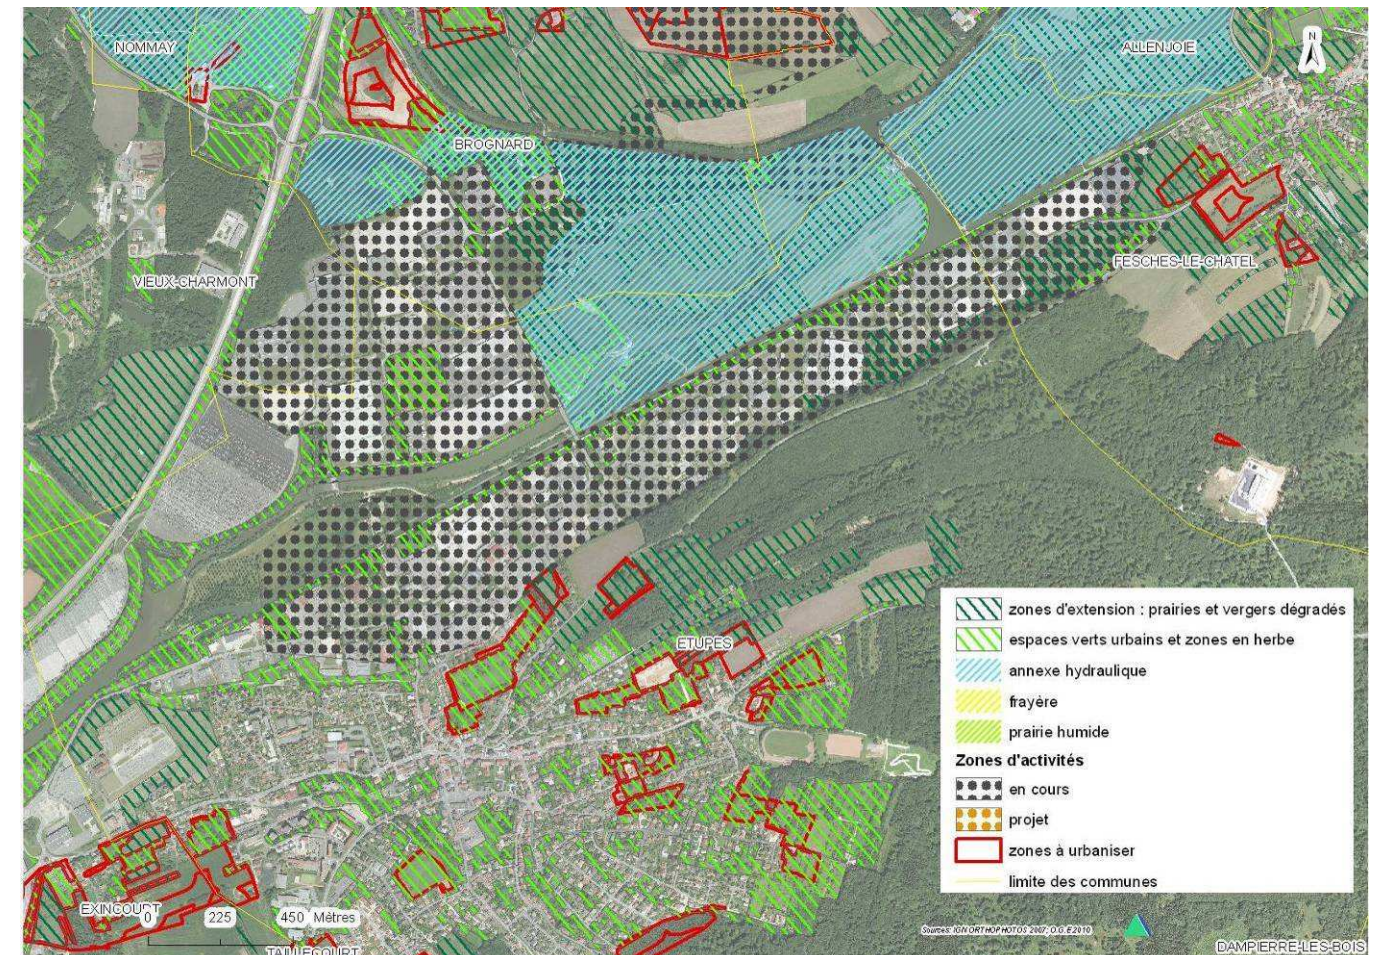 NOMMAY
ALLENJOIE
N
BROGNARD
VIEUX-CHARMONT
FESCHES-LE-CHATEL
ETUPES
zones d'extension : prairies et vergers dégradés
espaces verts urbains et zones en herbe
annexe hydraulique
frayère
prairie humide
Zones d'activités
en cours
projet
zones à urbaniser
limite des communes
EXINCOURT
0 225 450 Mètres
TAILLECOURT
Sources: IGN ORTHOPHOTOS 2007; O.G.E 2010
DAMPIERRE-LES-BOIS